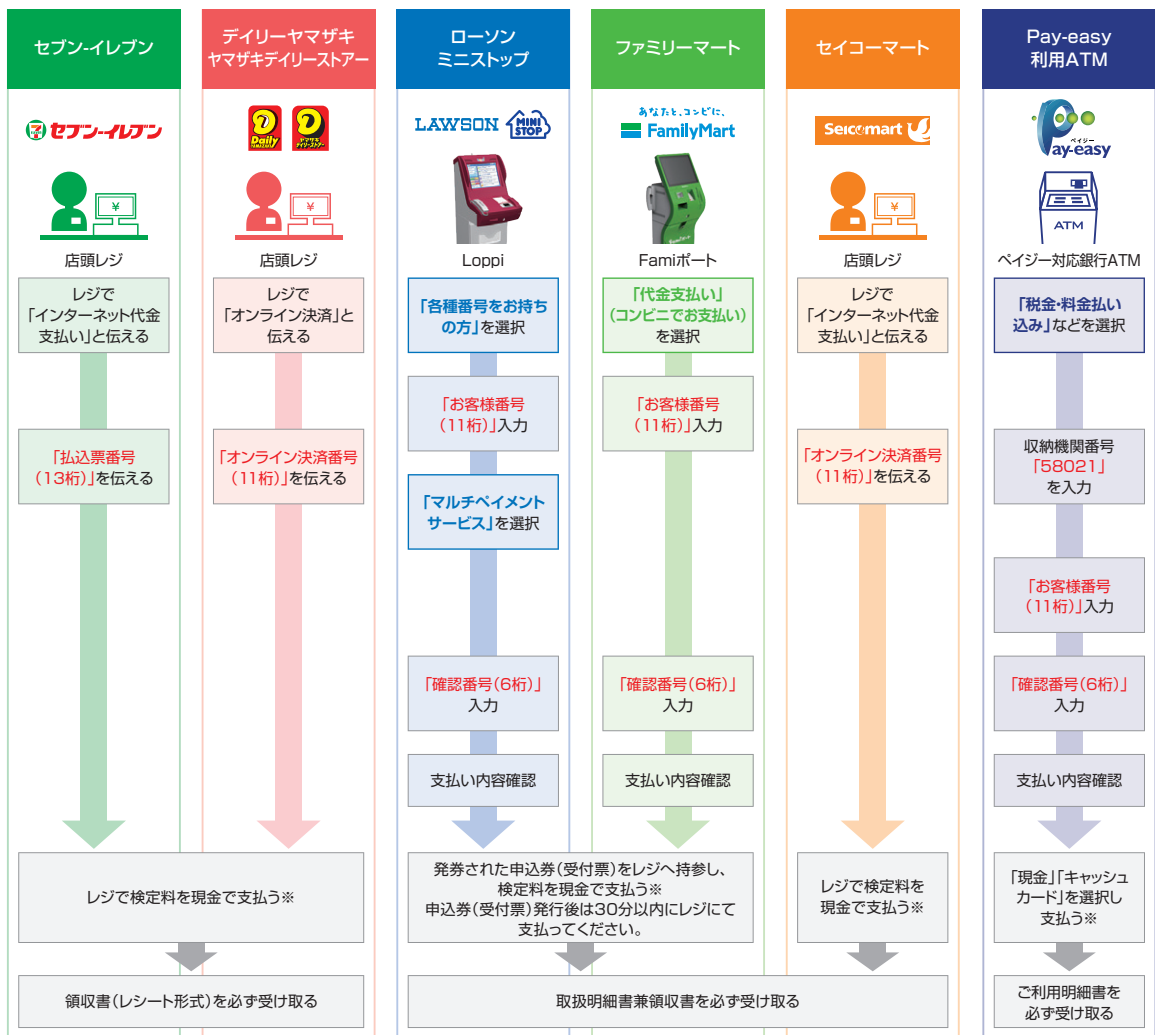 セブン-イレブン
セブン-イレブン
¥
店頭レジ
レジで
「インターネット代金
支払い」と伝える
「払込票番号
(13桁)」を伝える
デイリーヤマザキ
ヤマザキデイリーストアー
Daily
YAMAZAKI
ヤマザキ
デイリーストアー
¥
店頭レジ
レジで
「オンライン決済」と
伝える
「オンライン決済番号
(11桁)」を伝える
レジで検定料を現金で支払う※
領収書(レシート形式)を必ず受け取る
ローソン
ミニストップ
LAWSON
MINI
STOP
Loppi
「各種番号をお持ち
の方」を選択
「お客様番号
(11桁)」入力
「マルチペイメント
サービス」を選択
「確認番号(6桁)」
入力
支払い内容確認
ファミリーマート
あなたと、コンビに、
FamilyMart
Famiポート
「代金支払い」
(コンビニでお支払い)
を選択
「お客様番号
(11桁)」入力
「確認番号(6桁)」
入力
支払い内容確認
発券された申込券(受付票)をレジへ持参し、
検定料を現金で支払う※
申込券(受付票)発行後は30分以内にレジにて
支払ってください。
セイコーマート
Seicomart
¥
店頭レジ
レジで
「インターネット代金
支払い」と伝える
「オンライン決済番号
(11桁)」を伝える
レジで検定料を
現金で支払う※
取扱明細書兼領収書を必ず受け取る
Pay-easy
利用ATM
ペイジー
Pay-easy
ATM
ペイジー対応銀行ATM
「税金・料金払い
込み」などを選択
収納機関番号
「58021」
を入力
「お客様番号
(11桁)」入力
「確認番号(6桁)」
入力
支払い内容確認
「現金」「キャッシュ
カード」を選択し
支払う※
ご利用明細書を
必ず受け取る